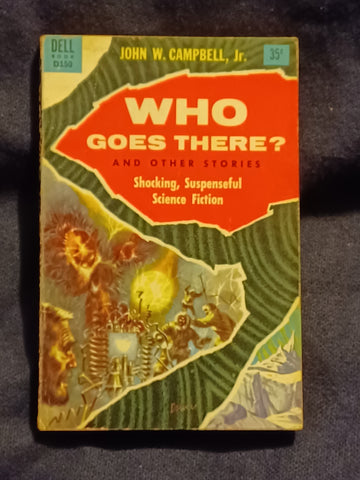 DELL
BOOK
D150
JOHN W. CAMPBELL, Jr.
35¢
WHO
GOES THERE?
AND OTHER STORIES
Shocking, Suspenseful
Science Fiction